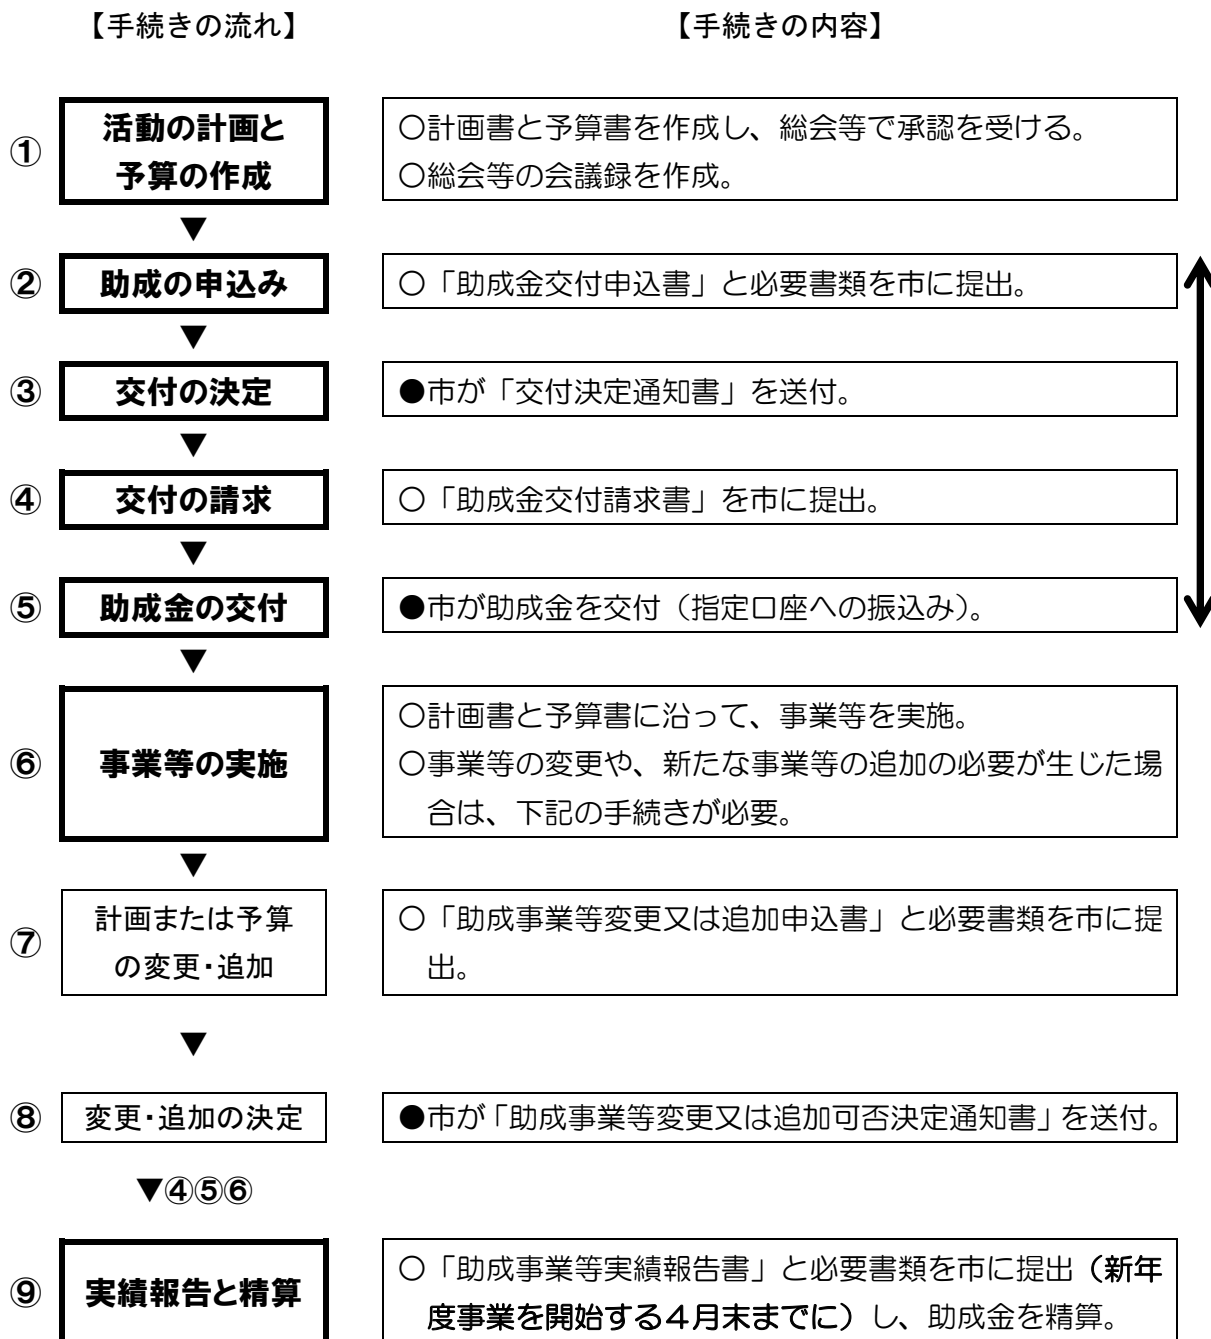 【手続きの流れ】 【手続きの内容】
① 活動の計画と
予算の作成
○計画書と予算書を作成し、総会等で承認を受ける。
○総会等の会議録を作成。
▼
② 助成の申込み
○「助成金交付申込書」と必要書類を市に提出。
▼
③ 交付の決定
●市が「交付決定通知書」を送付。
▼
④ 交付の請求
○「助成金交付請求書」を市に提出。
▼
⑤ 助成金の交付
●市が助成金を交付（指定口座への振込み）。
▼
⑥ 事業等の実施
○計画書と予算書に沿って、事業等を実施。
○事業等の変更や、新たな事業等の追加の必要が生じた場
合は、下記の手続きが必要。
▼
⑦ 計画または予算
の変更・追加
○「助成事業等変更又は追加申込書」と必要書類を市に提
出。
▼
⑧ 変更・追加の決定
●市が「助成事業等変更又は追加可否決定通知書」を送付。
▼④⑤⑥
⑨ 実績報告と精算
○「助成事業等実績報告書」と必要書類を市に提出（新年
度事業を開始する４月末までに）し、助成金を精算。